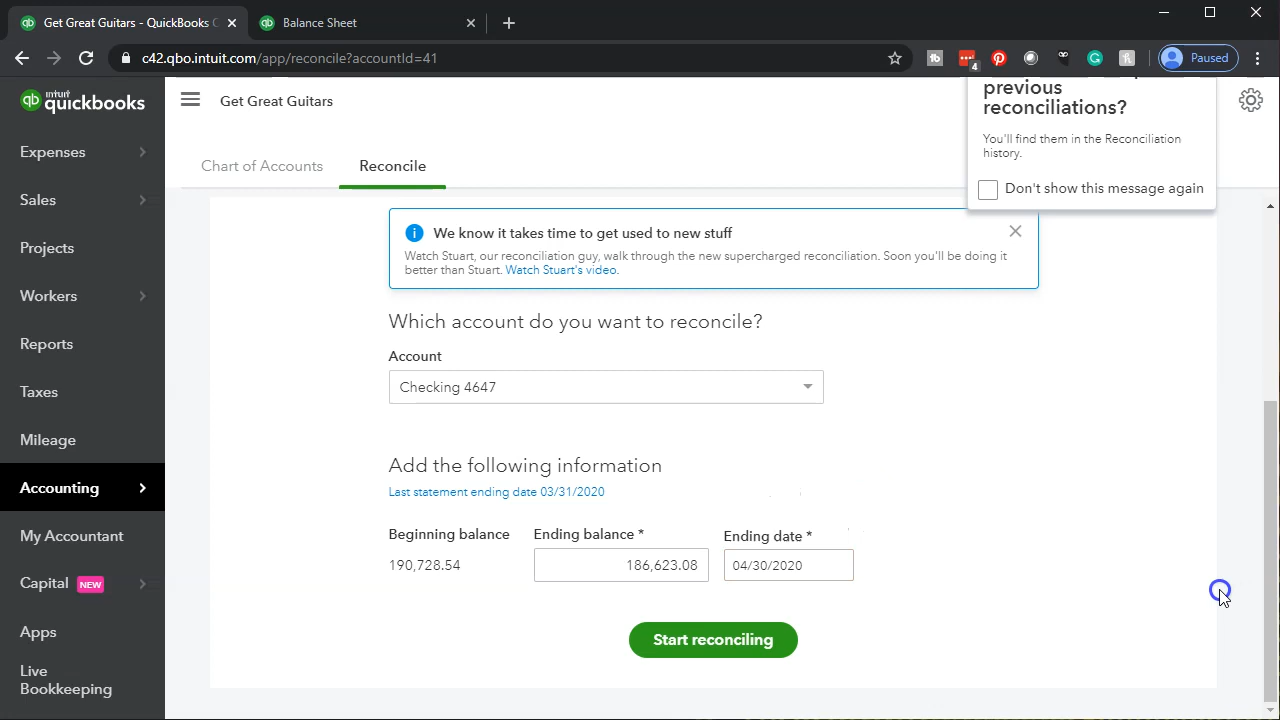 Get Great Guitars - QuickBooks
Balance Sheet
c42.qbo.intuit.com/app/reconcile?accountId=41
4
Paused
intuit
quickbooks
Get Great Guitars
previous
reconciliations?
You'll find them in the Reconciliation
history.
Don't show this message again
Expenses
Sales
Projects
Workers
Reports
Taxes
Mileage
Accounting
My Accountant
Capital NEW
Apps
Live
Bookkeeping
Chart of Accounts
Reconcile
We know it takes time to get used to new stuff
Watch Stuart, our reconciliation guy, walk through the new supercharged reconciliation. Soon you'll be doing it
better than Stuart. Watch Stuart's video.
Which account do you want to reconcile?
Account
Checking 4647
Add the following information
Last statement ending date 03/31/2020
Beginning balance Ending balance * Ending date *
190,728.54 186,623.08 04/30/2020
Start reconciling